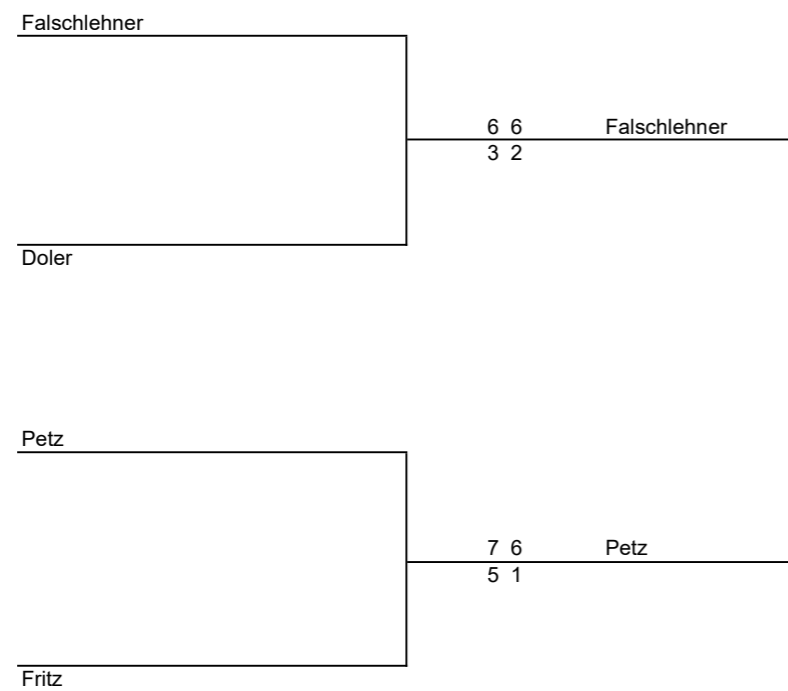 Falschlehner
6 6 Falschlehner
3 2
Doler
Petz
7 6 Petz
5 1
Fritz